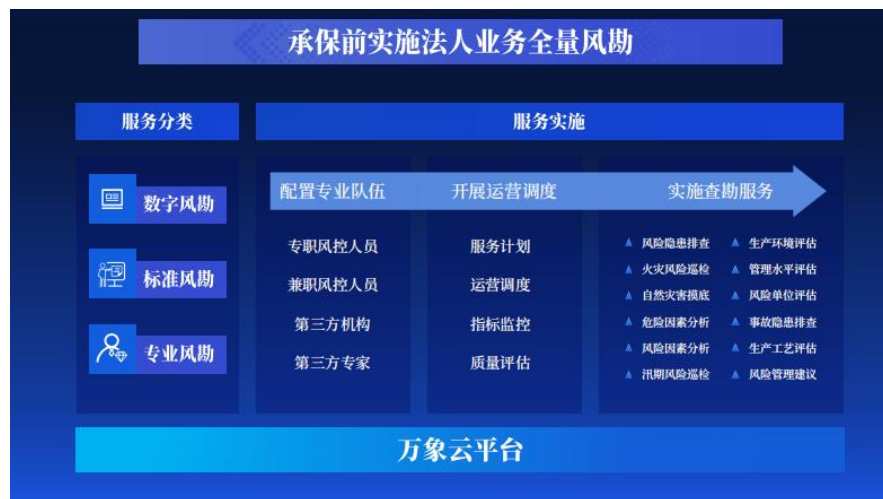 承保前实施法人业务全量风勘
服务分类
服务实施
数字风勘
标准风勘
专业风勘
配置专业队伍
开展运营调度
实施查勘服务
专职风控人员
兼职风控人员
第三方机构
第三方专家
服务计划
运营调度
指标监控
质量评估
风险隐患排查
火灾风险巡检
自然灾害摸底
危险因素分析
风险因素分析
汛期风险巡检
生产环境评估
管理水平评估
风险单位评估
事故隐患排查
生产工艺评估
风险管理建议
万象云平台